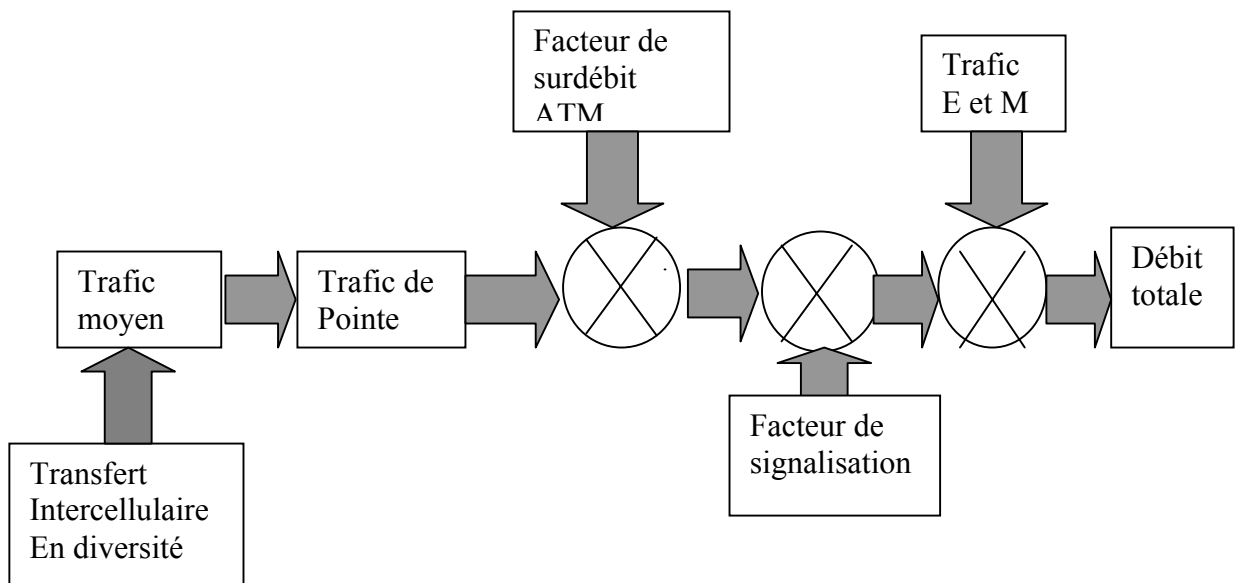 Facteur de
surdébit
ATM
Trafic
E et M
Trafic
moyen
Trafic de
Pointe
Débit
totale
Facteur de
signalisation
Transfert
Intercellulaire
En diversité